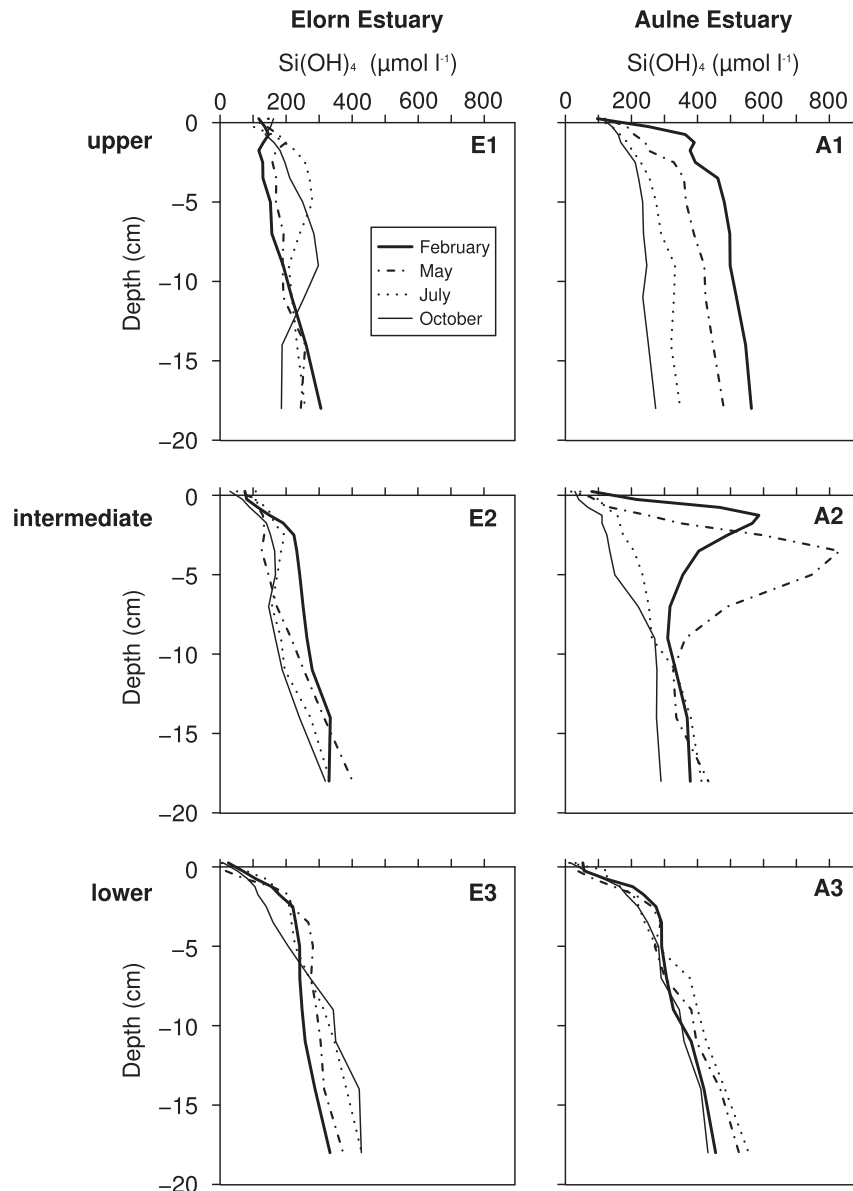 Elorn Estuary Aulne Estuary
Si(OH)₄ (µmol l⁻¹) Si(OH)₄ (µmol l⁻¹)
0 200 400 600 800 0 200 400 600 800
upper
E1
A1
0
−5
−10
−15
−20
Depth (cm)
February
May
July
October
intermediate
E2
A2
0
−5
−10
−15
−20
Depth (cm)
lower
E3
A3
0
−5
−10
−15
−20
Depth (cm)